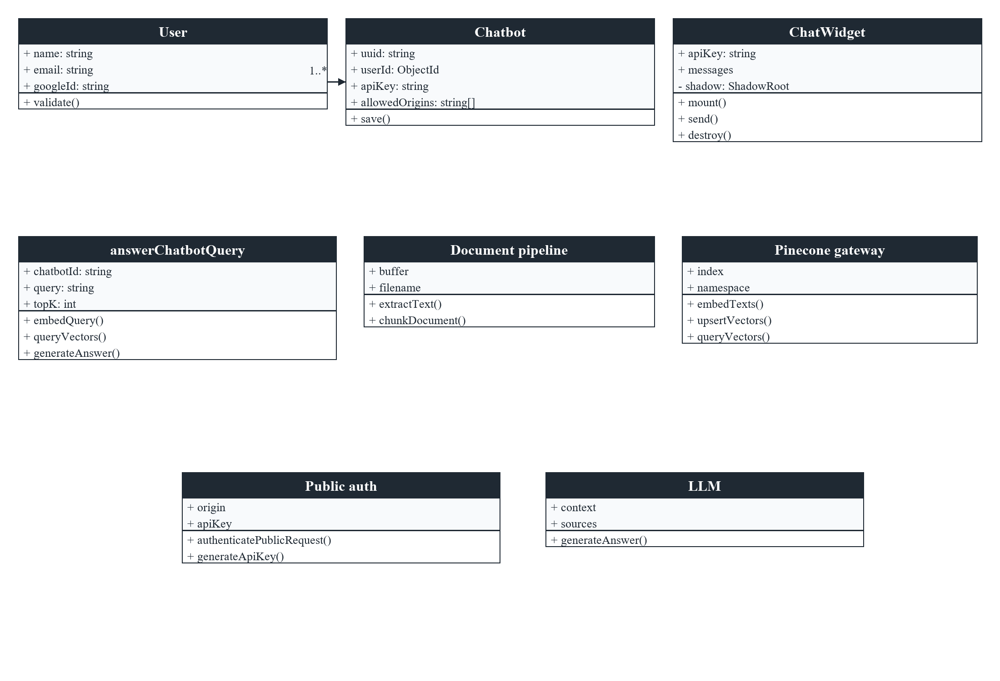 User
+ name: string
+ email: string
+ googleId: string
+ validate()
1..*
Chatbot
+ uuid: string
+ userId: ObjectId
+ apiKey: string
+ allowedOrigins: string[]
+ save()
ChatWidget
+ apiKey: string
+ messages
- shadow: ShadowRoot
+ mount()
+ send()
+ destroy()
answerChatbotQuery
+ chatbotId: string
+ query: string
+ topK: int
+ embedQuery()
+ queryVectors()
+ generateAnswer()
Document pipeline
+ buffer
+ filename
+ extractText()
+ chunkDocument()
Pinecone gateway
+ index
+ namespace
+ embedTexts()
+ upsertVectors()
+ queryVectors()
Public auth
+ origin
+ apiKey
+ authenticatePublicRequest()
+ generateApiKey()
LLM
+ context
+ sources
+ generateAnswer()